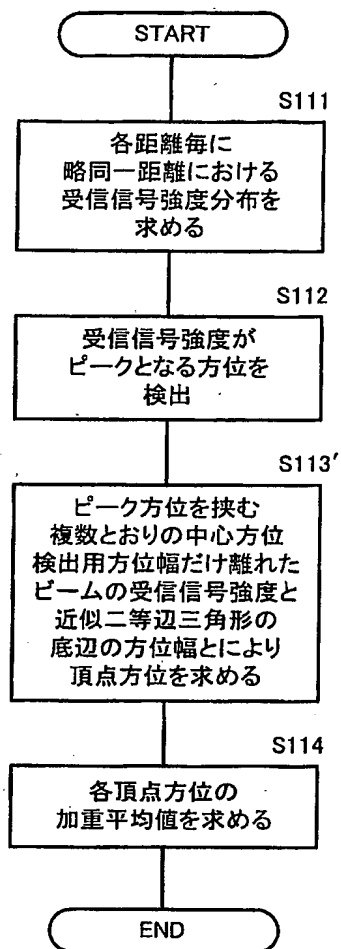 START
S111
各距離毎に
略同一距離における
受信信号強度分布を
求める
S112
受信信号強度が
ピークとなる方位を
検出
S113′
ピーク方位を挟む
複数とおりの中心方位
検出用方位幅だけ離れた
ビームの受信信号強度と
近似二等辺三角形の
底辺の方位幅とにより
頂点方位を求める
S114
各頂点方位の
加重平均値を求める
END